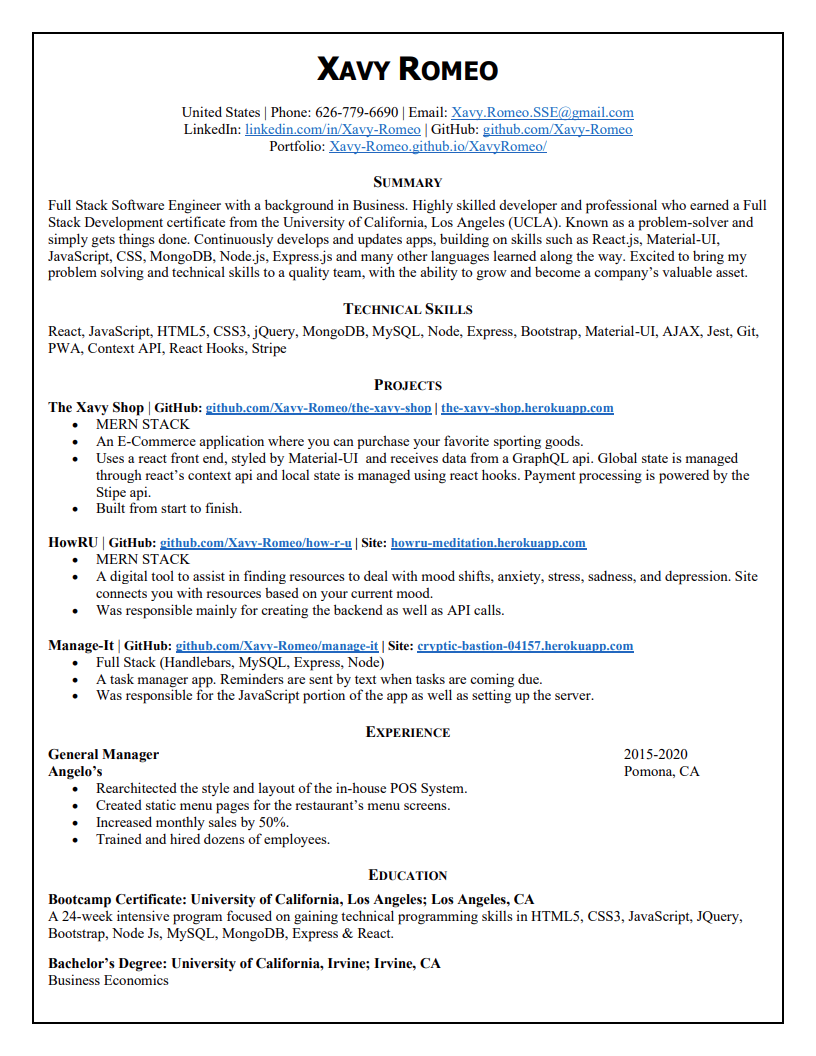 XAVY ROMEO
United States | Phone: 626-779-6690 | Email: Xavy.Romeo.SSE@gmail.com
LinkedIn: linkedin.com/in/Xavy-Romeo | GitHub: github.com/Xavy-Romeo
Portfolio: Xavy-Romeo.github.io/XavyRomeo/
SUMMARY
Full Stack Software Engineer with a background in Business. Highly skilled developer and professional who earned a Full
Stack Development certificate from the University of California, Los Angeles (UCLA). Known as a problem-solver and
simply gets things done. Continuously develops and updates apps, building on skills such as React.js, Material-UI,
JavaScript, CSS, MongoDB, Node.js, Express.js and many other languages learned along the way. Excited to bring my
problem solving and technical skills to a quality team, with the ability to grow and become a company’s valuable asset.
TECHNICAL SKILLS
React, JavaScript, HTML5, CSS3, jQuery, MongoDB, MySQL, Node, Express, Bootstrap, Material-UI, AJAX, Jest, Git,
PWA, Context API, React Hooks, Stripe
PROJECTS
The Xavy Shop | GitHub: github.com/Xavy-Romeo/the-xavy-shop | the-xavy-shop.herokuapp.com
• MERN STACK
• An E-Commerce application where you can purchase your favorite sporting goods.
• Uses a react front end, styled by Material-UI and receives data from a GraphQL api. Global state is managed
through react’s context api and local state is managed using react hooks. Payment processing is powered by the
Stipe api.
• Built from start to finish.
HowRU | GitHub: github.com/Xavy-Romeo/how-r-u | Site: howru-meditation.herokuapp.com
• MERN STACK
• A digital tool to assist in finding resources to deal with mood shifts, anxiety, stress, sadness, and depression. Site
connects you with resources based on your current mood.
• Was responsible mainly for creating the backend as well as API calls.
Manage-It | GitHub: github.com/Xavy-Romeo/manage-it | Site: cryptic-bastion-04157.herokuapp.com
• Full Stack (Handlebars, MySQL, Express, Node)
• A task manager app. Reminders are sent by text when tasks are coming due.
• Was responsible for the JavaScript portion of the app as well as setting up the server.
EXPERIENCE
General Manager 2015-2020
Angelo’s Pomona, CA
• Rearchitected the style and layout of the in-house POS System.
• Created static menu pages for the restaurant’s menu screens.
• Increased monthly sales by 50%.
• Trained and hired dozens of employees.
EDUCATION
Bootcamp Certificate: University of California, Los Angeles; Los Angeles, CA
A 24-week intensive program focused on gaining technical programming skills in HTML5, CSS3, JavaScript, JQuery,
Bootstrap, Node Js, MySQL, MongoDB, Express & React.
Bachelor’s Degree: University of California, Irvine; Irvine, CA
Business Economics